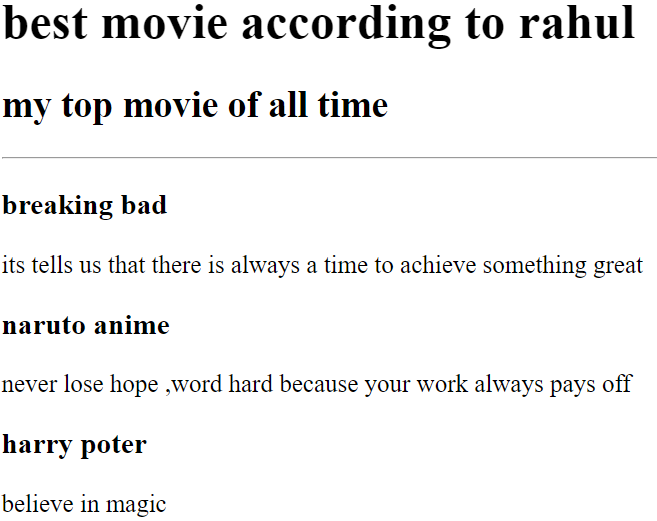 best movie according to rahul
my top movie of all time
breaking bad
its tells us that there is always a time to achieve something great
naruto anime
never lose hope ,word hard because your work always pays off
harry poter
believe in magic